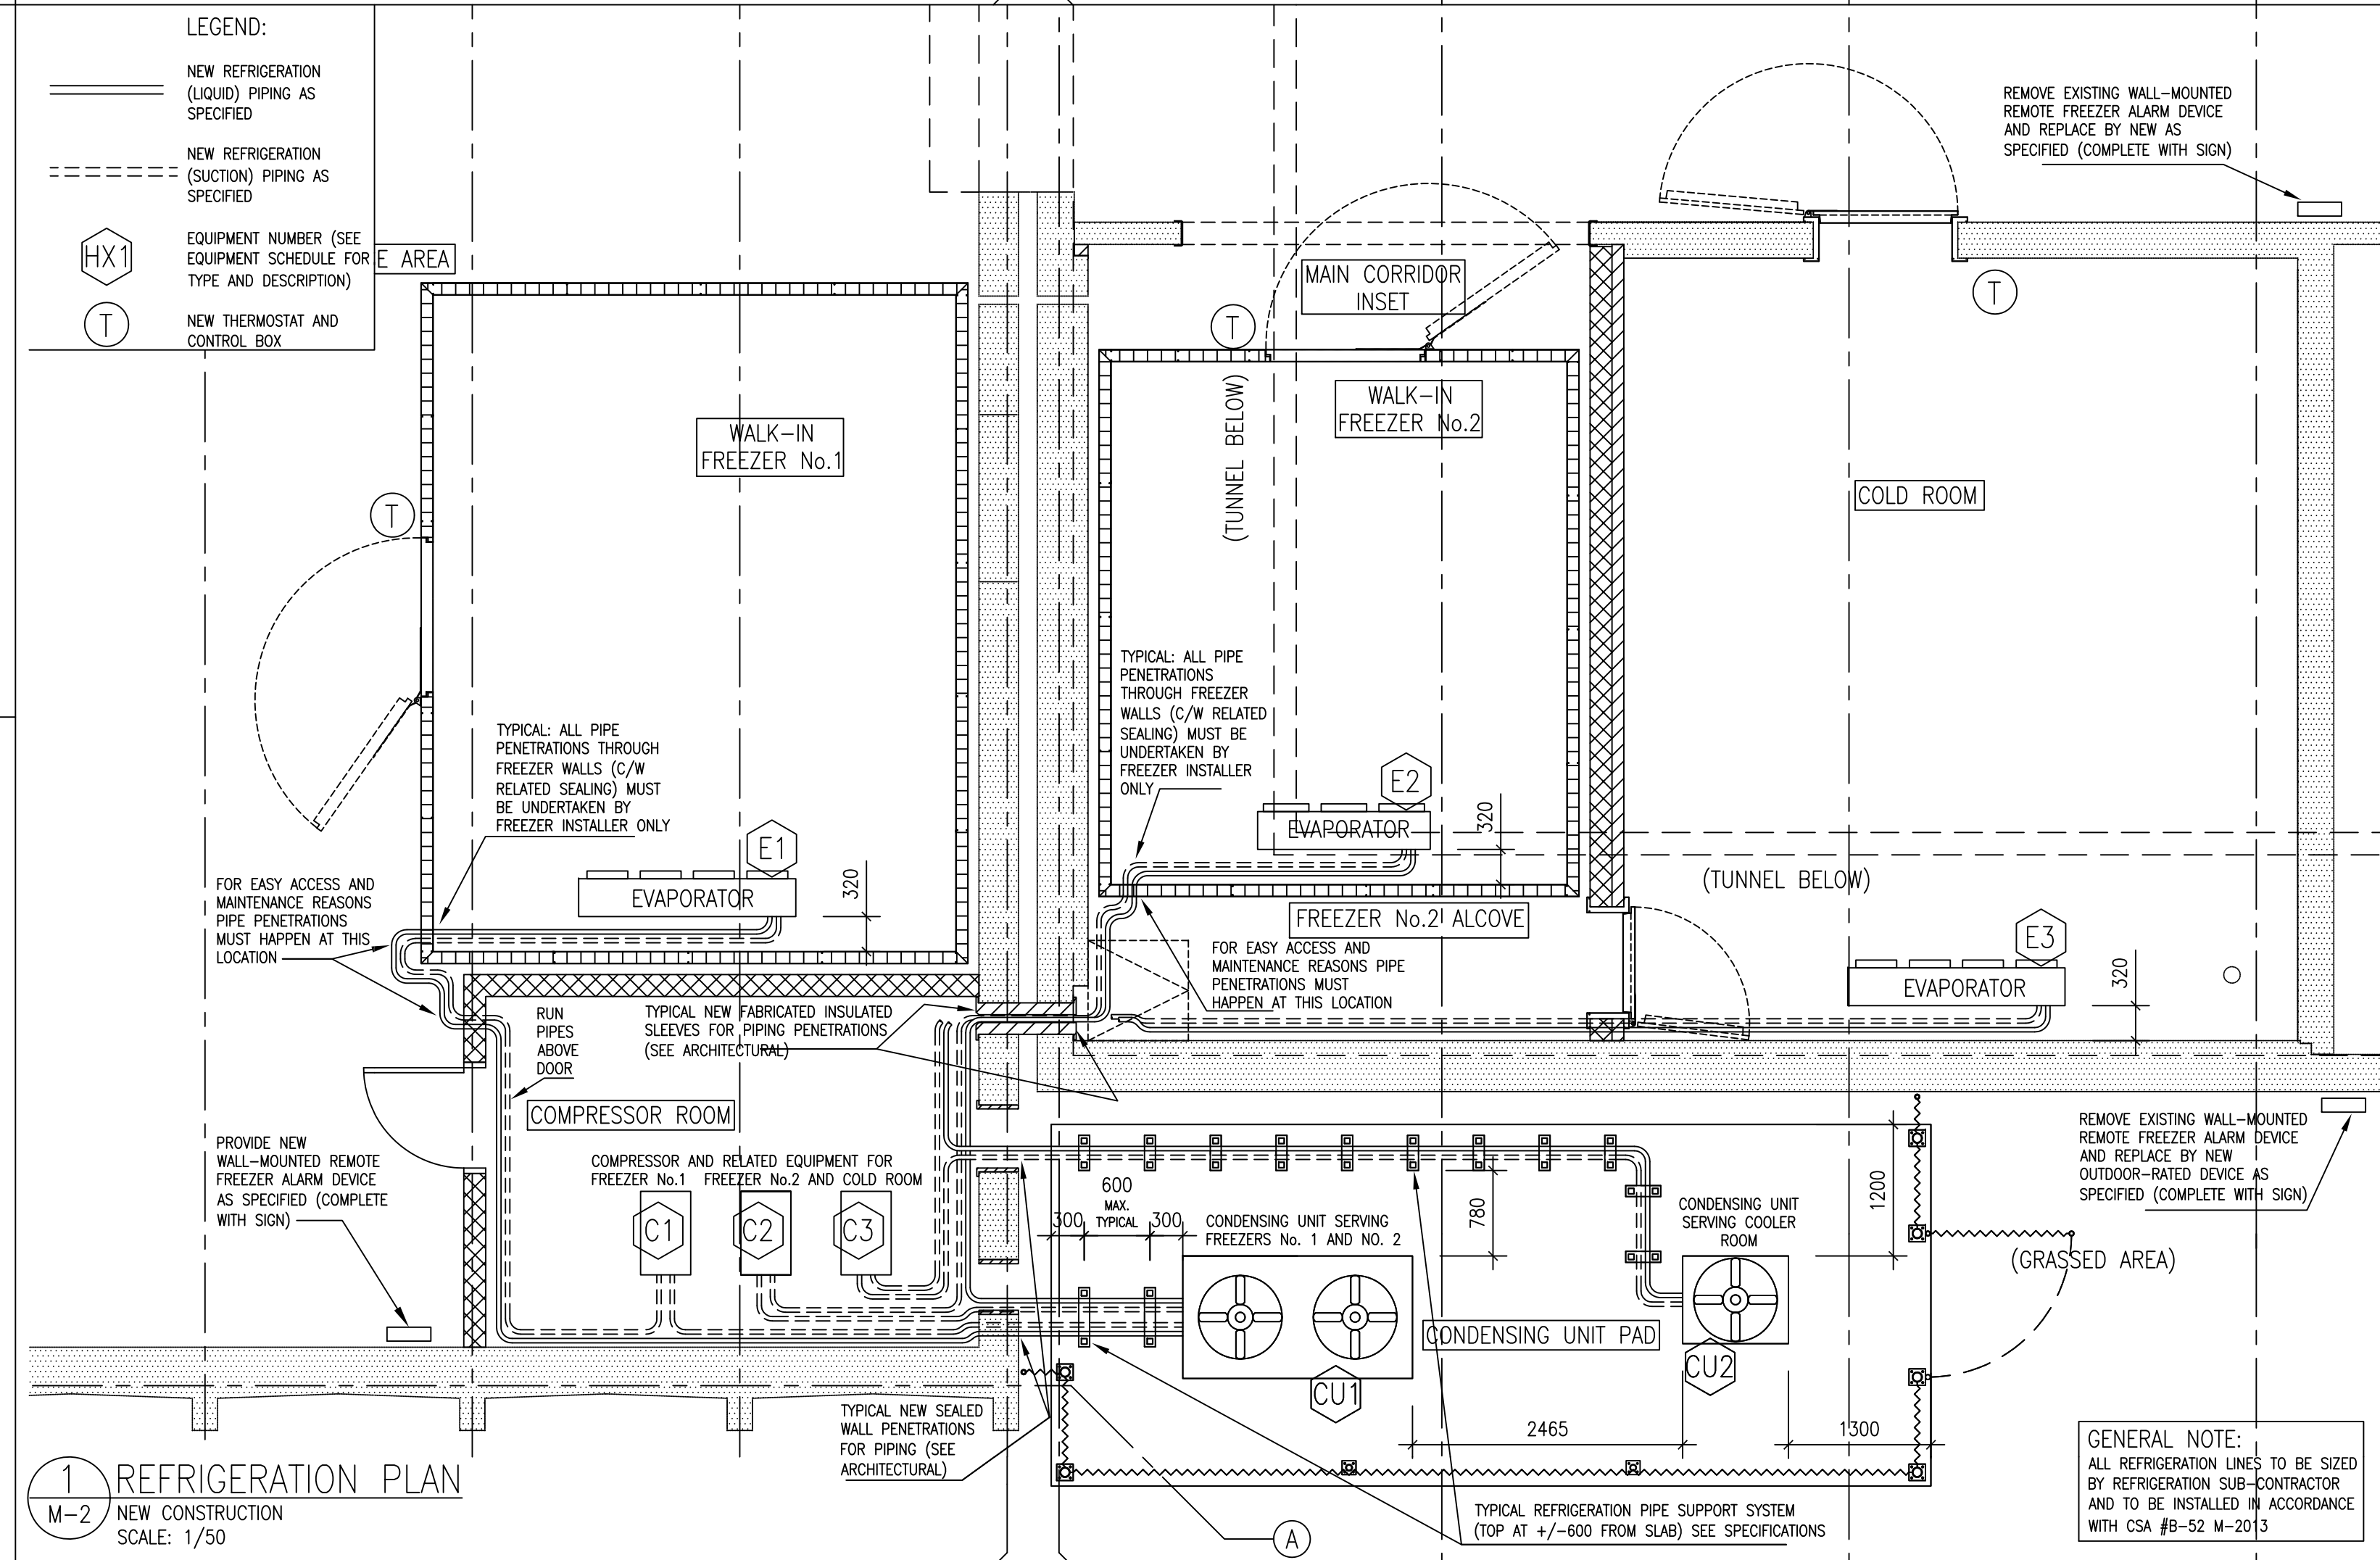 LEGEND:
NEW REFRIGERATION
(LIQUID) PIPING AS
SPECIFIED
NEW REFRIGERATION
(SUCTION) PIPING AS
SPECIFIED
HX1
EQUIPMENT NUMBER (SEE
EQUIPMENT SCHEDULE FOR
TYPE AND DESCRIPTION)
T
NEW THERMOSTAT AND
CONTROL BOX
E AREA
WALK-IN
FREEZER No.1
T
TYPICAL: ALL PIPE
PENETRATIONS THROUGH
FREEZER WALLS (C/W
RELATED SEALING) MUST
BE UNDERTAKEN BY
FREEZER INSTALLER ONLY
E1
EVAPORATOR
320
FOR EASY ACCESS AND
MAINTENANCE REASONS
PIPE PENETRATIONS
MUST HAPPEN AT THIS
LOCATION
MAIN CORRIDOR
INSET
T
WALK-IN
FREEZER No.2
(TUNNEL BELOW)
TYPICAL: ALL PIPE
PENETRATIONS
THROUGH FREEZER
WALLS (C/W RELATED
SEALING) MUST BE
UNDERTAKEN BY
FREEZER INSTALLER
ONLY
E2
EVAPORATOR
320
FREEZER No.2 ALCOVE
FOR EASY ACCESS AND
MAINTENANCE REASONS PIPE
PENETRATIONS MUST
HAPPEN AT THIS LOCATION
REMOVE EXISTING WALL-MOUNTED
REMOTE FREEZER ALARM DEVICE
AND REPLACE BY NEW AS
SPECIFIED (COMPLETE WITH SIGN)
T
COLD ROOM
(TUNNEL BELOW)
E3
EVAPORATOR
320
RUN
PIPES
ABOVE
DOOR
TYPICAL NEW FABRICATED INSULATED
SLEEVES FOR PIPING PENETRATIONS
(SEE ARCHITECTURAL)
COMPRESSOR ROOM
COMPRESSOR AND RELATED EQUIPMENT FOR
FREEZER No.1 FREEZER No.2 AND COLD ROOM
C1
C2
C3
PROVIDE NEW
WALL-MOUNTED REMOTE
FREEZER ALARM DEVICE
AS SPECIFIED (COMPLETE
WITH SIGN)
600
MAX.
TYPICAL
300
300
CONDENSING UNIT SERVING
FREEZERS No. 1 AND NO. 2
780
CONDENSING UNIT
SERVING COOLER
ROOM
1200
REMOVE EXISTING WALL-MOUNTED
REMOTE FREEZER ALARM DEVICE
AND REPLACE BY NEW
OUTDOOR-RATED DEVICE AS
SPECIFIED (COMPLETE WITH SIGN)
(GRASSED AREA)
CONDENSING UNIT PAD
CU1
CU2
2465
1300
TYPICAL NEW SEALED
WALL PENETRATIONS
FOR PIPING (SEE
ARCHITECTURAL)
TYPICAL REFRIGERATION PIPE SUPPORT SYSTEM
(TOP AT +/-600 FROM SLAB) SEE SPECIFICATIONS
A
GENERAL NOTE:
ALL REFRIGERATION LINES TO BE SIZED
BY REFRIGERATION SUB-CONTRACTOR
AND TO BE INSTALLED IN ACCORDANCE
WITH CSA #B-52 M-2013
1
M-2
REFRIGERATION PLAN
NEW CONSTRUCTION
SCALE: 1/50